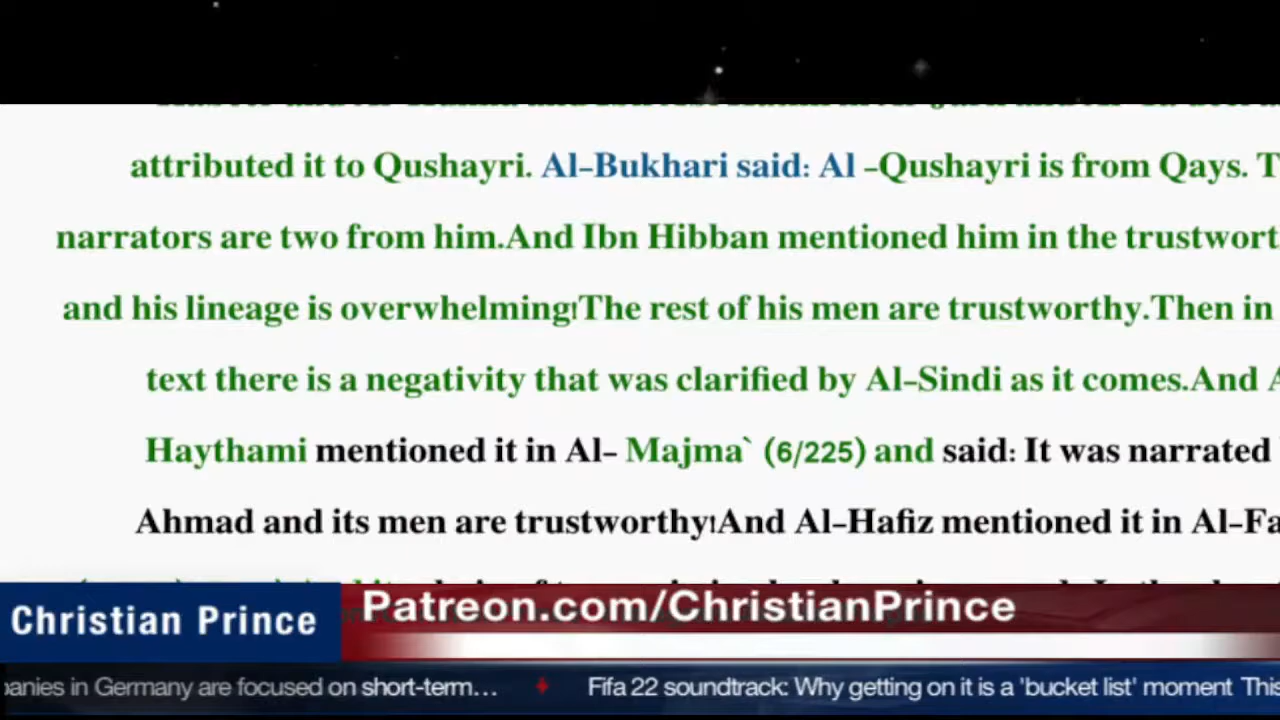 attributed it to Qushayri. Al-Bukhari said: Al -Qushayri is from Qays. T
narrators are two from him.And Ibn Hibban mentioned him in the trustwort
and his lineage is overwhelming!The rest of his men are trustworthy.Then in
text there is a negativity that was clarified by Al-Sindi as it comes.And A
Haythami mentioned it in Al- Majma` (6/225) and said: It was narrated
Ahmad and its men are trustworthy!And Al-Hafiz mentioned it in Al-Fa
Christian Prince
Patreon.com/ChristianPrince
panies in Germany are focused on short-term... ♦ Fifa 22 soundtrack: Why getting on it is a 'bucket list' moment This